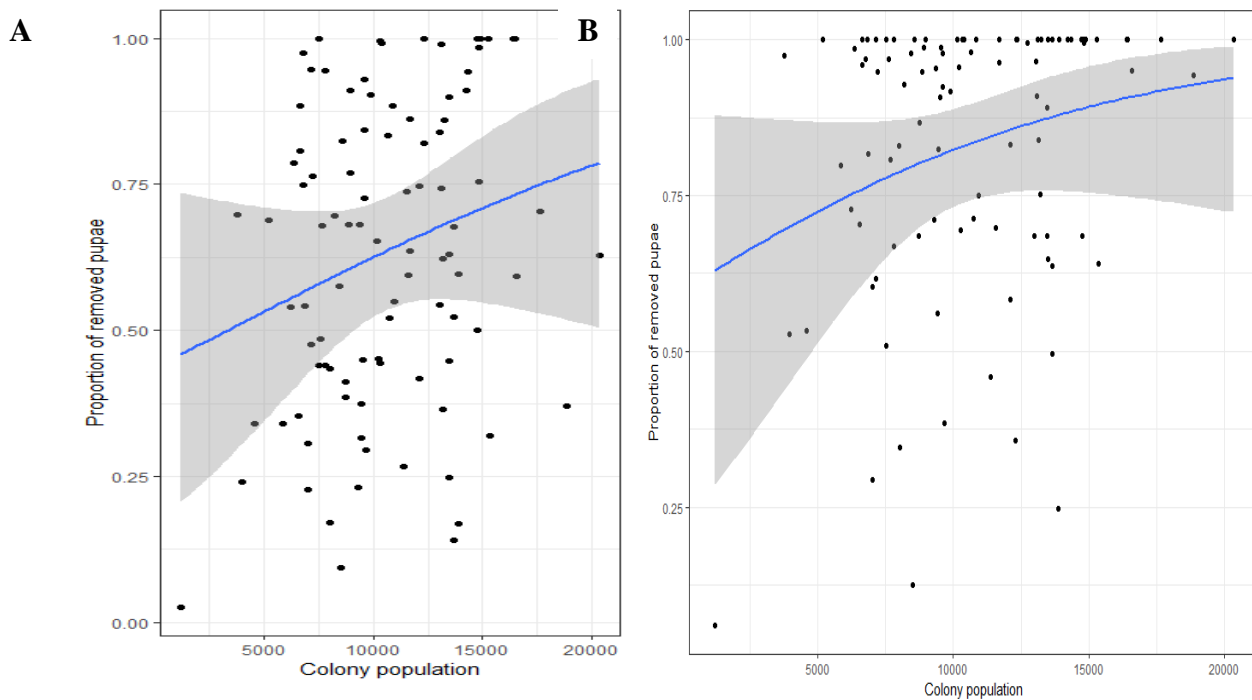 A
Proportion of removed pupae
1.00
0.75
0.50
0.25
0.00
5000 10000 15000 20000
Colony population
B
Proportion of removed pupae
1.00
0.75
0.50
0.25
5000 10000 15000 20000
Colony population